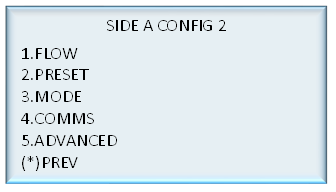 SIDE A CONFIG 2
1.FLOW
2.PRESET
3.MODE
4.COMMS
5.ADVANCED
(*)PREV